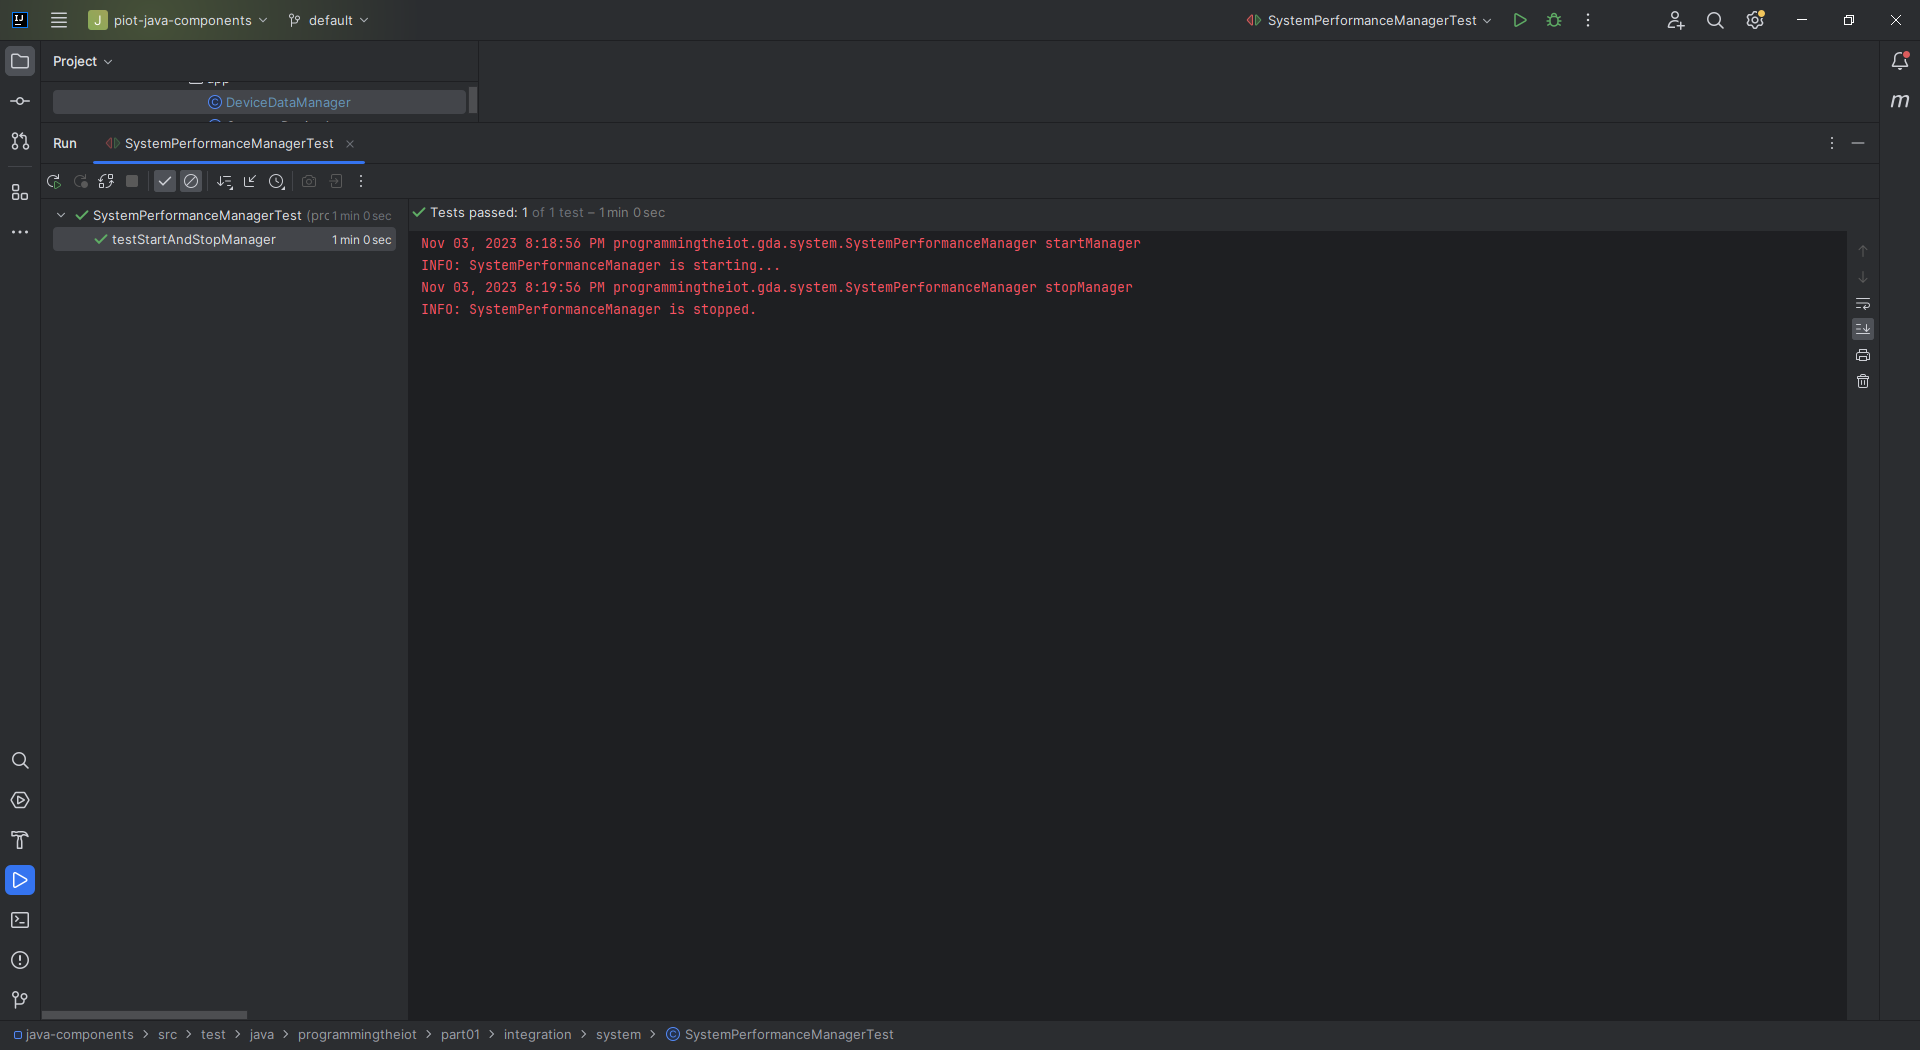 J piot-java-components default SystemPerformanceManagerTest
Project
app
DeviceDataManager
m
Run SystemPerformanceManagerTest
SystemPerformanceManagerTest (prc 1 min 0 sec
testStartAndStopManager 1 min 0 sec
Tests passed: 1 of 1 test – 1 min 0 sec
Nov 03, 2023 8:18:56 PM programmingtheiot.gda.system.SystemPerformanceManager startManager
INFO: SystemPerformanceManager is starting...
Nov 03, 2023 8:19:56 PM programmingtheiot.gda.system.SystemPerformanceManager stopManager
INFO: SystemPerformanceManager is stopped.
java-components > src > test > java > programmingtheiot > part01 > integration > system > SystemPerformanceManagerTest